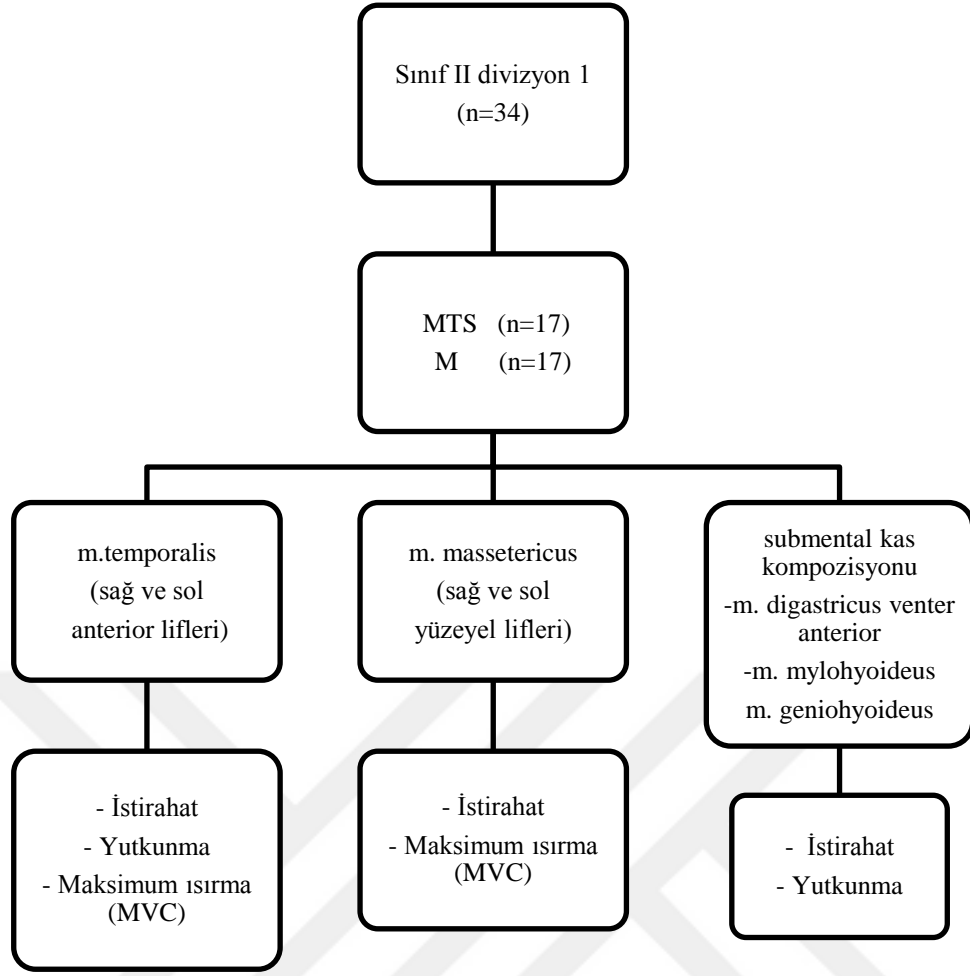 Sınıf II divizyon 1
(n=34)
MTS (n=17)
M (n=17)
m.temporalis
(sağ ve sol
anterior lifleri)
m. massetericus
(sağ ve sol
yüzeyel lifleri)
submental kas
kompozisyonu
-m. digastricus venter
anterior
-m. mylohyoideus
m. geniohyoideus
- İstirahat
- Yutkunma
- Maksimum ısırma
(MVC)
- İstirahat
- Maksimum ısırma
(MVC)
- İstirahat
- Yutkunma